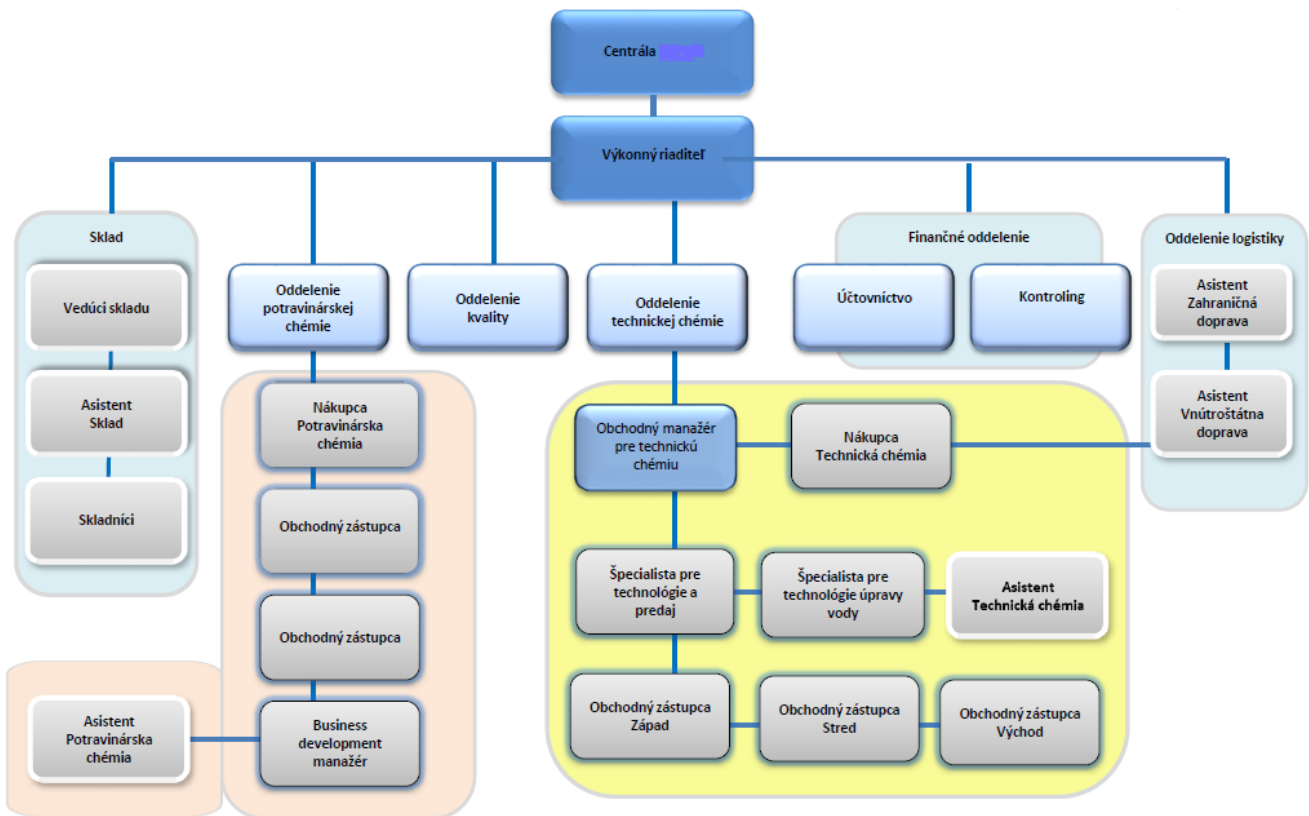 Centrála
Výkonný riaditeľ
Sklad
Vedúci skladu
Asistent
Sklad
Skladníci
Oddelenie
potravinárskej
chémie
Nákupca
Potravinárska
chémia
Obchodný zástupca
Obchodný zástupca
Business
development
manažér
Asistent
Potravinárska
chémia
Oddelenie
kvality
Oddelenie
technickej chémie
Obchodný manažér
pre technickú
chémiu
Nákupca
Technická chémia
Špecialista pre
technológie a
predaj
Špecialista pre
technológie úpravy
vody
Asistent
Technická chémia
Obchodný zástupca
Západ
Obchodný zástupca
Stred
Obchodný zástupca
Východ
Finančné oddelenie
Účtovníctvo
Kontroling
Oddelenie logistiky
Asistent
Zahraničná
doprava
Asistent
Vnútroštátna
doprava